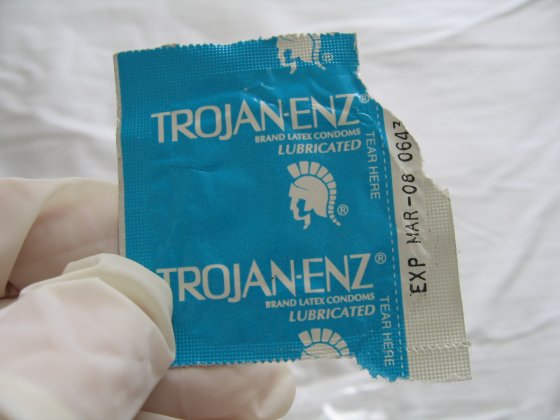 TROJAN-ENZ®
BRAND LATEX CONDOMS
LUBRICATED
TEAR HERE
®
TROJAN-ENZ®
BRAND LATEX CONDOMS
LUBRICATED
TEAR HERE
®
EXP MAR-08 0643